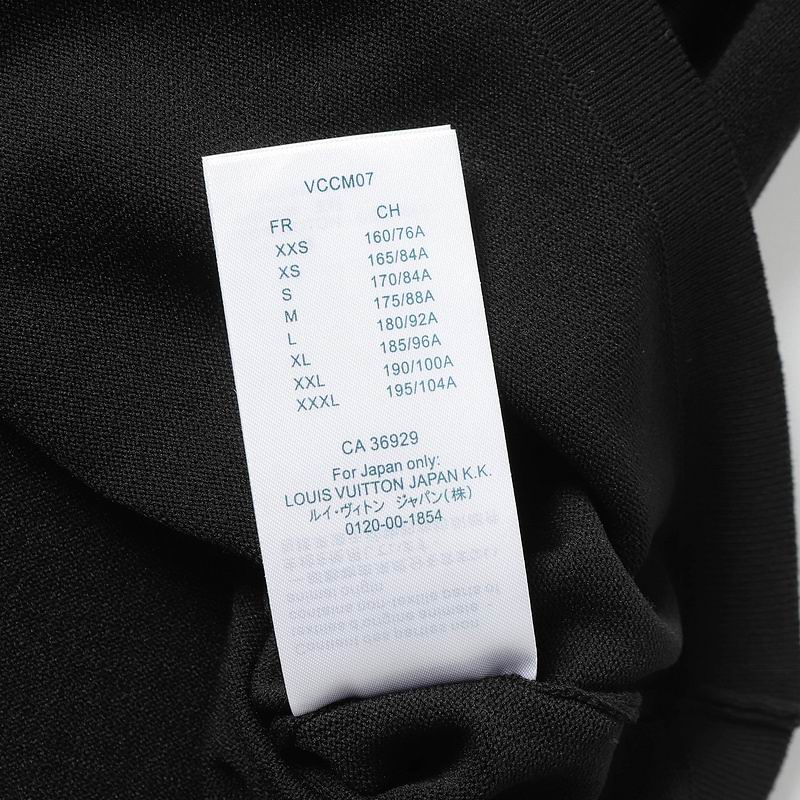 VCCM07
FR CH
XXS 160/76A
XS 165/84A
S 170/84A
M 175/88A
L 180/92A
XL 185/96A
XXL 190/100A
XXXL 195/104A
CA 36929
For Japan only:
LOUIS VUITTON JAPAN K.K.
ルイ・ヴィトン ジャパン(株)
0120-00-1854